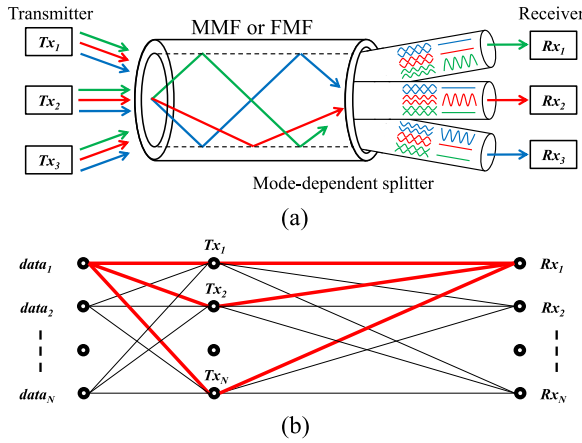 Transmitter
MMF or FMF
Receiver
Tx1
Rx1
Tx2
Rx2
Tx3
Rx3
Mode-dependent splitter
(a)
data1
Tx1
Rx1
data2
Tx2
Rx2
dataN
TxN
RxN
(b)